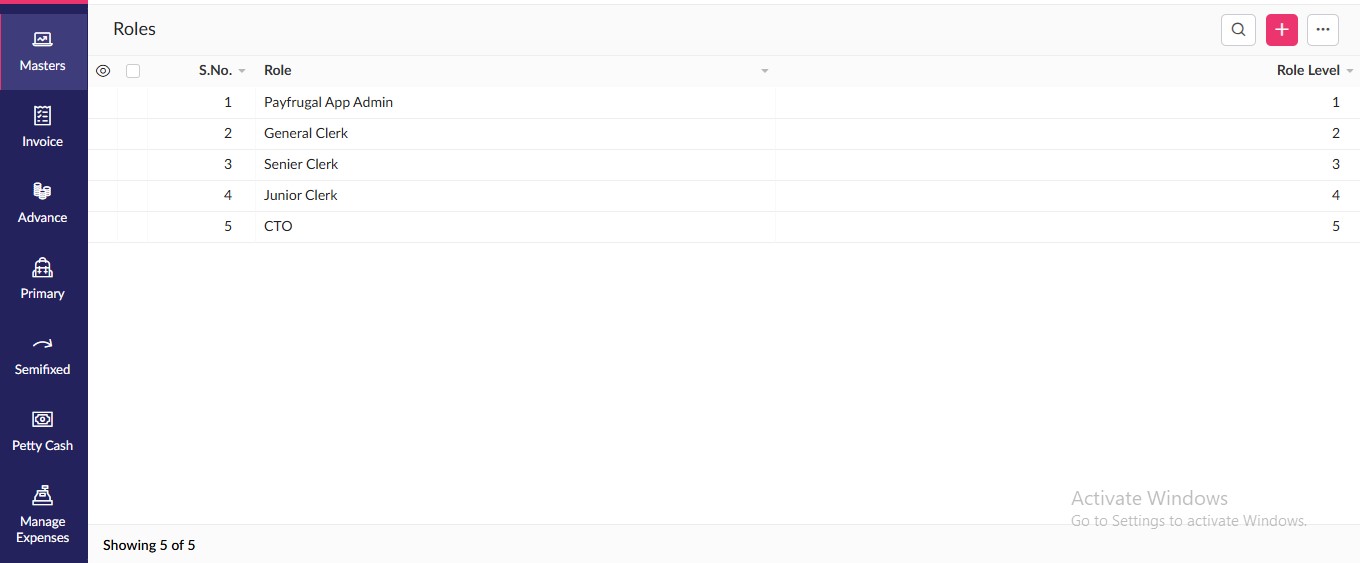 Masters
Invoice
Advance
Primary
Semifixed
Petty Cash
Manage
Expenses
Roles
S.No. Role Role Level
1 Payfrugal App Admin 1
2 General Clerk 2
3 Senier Clerk 3
4 Junior Clerk 4
5 CTO 5
Activate Windows
Go to Settings to activate Windows.
Showing 5 of 5